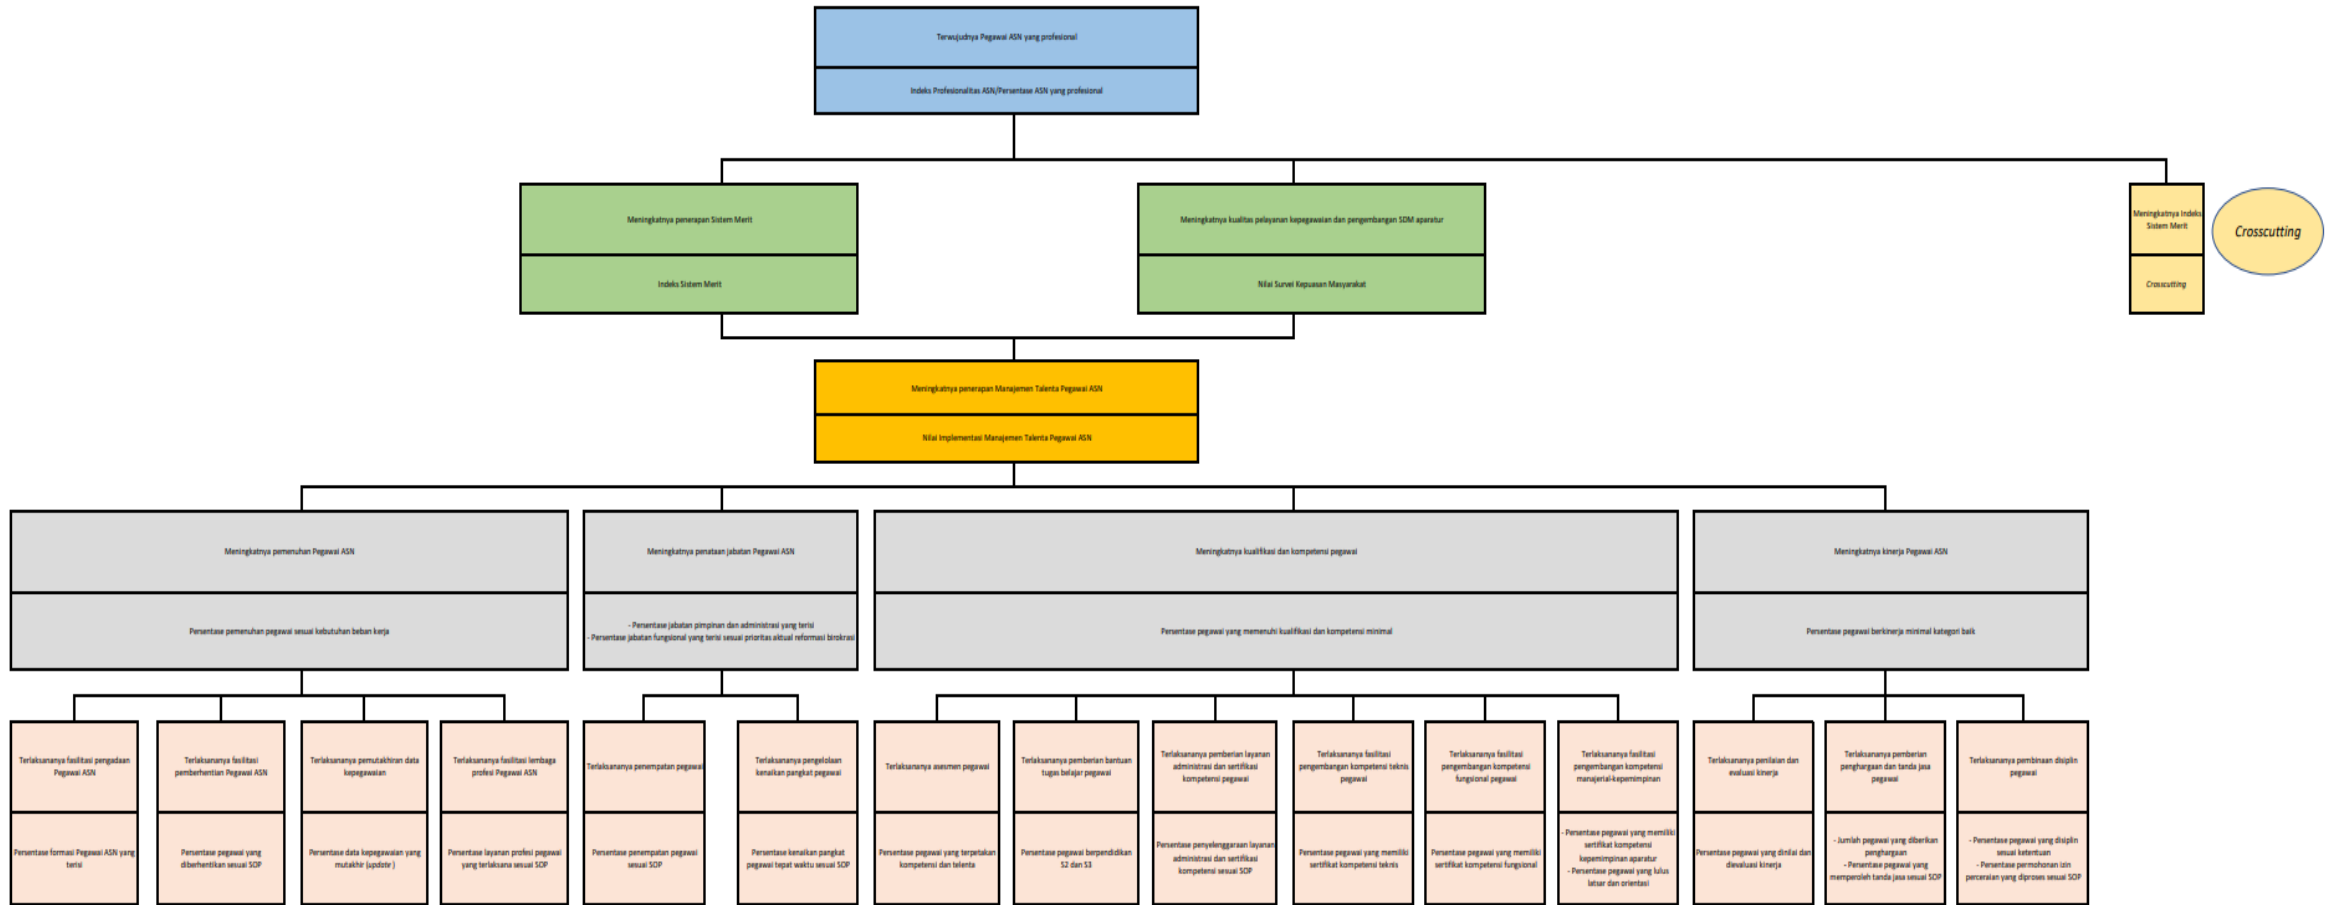 Terwujudnya Pegawai ASN yang profesional
Indeks Profesionalitas ASN/Persentase ASN yang profesional
Meningkatnya penerapan Sistem Merit
Indeks Sistem Merit
Meningkatnya kualitas pelayanan kepegawaian dan pengembangan SDM aparatur
Nilai Survei Kepuasan Masyarakat
Meningkatnya Indeks
Sistem Merit
Crosscutting
Crosscutting
Meningkatnya penerapan Manajemen Talenta Pegawai ASN
Nilai Implementasi Manajemen Talenta Pegawai ASN
Meningkatnya pemenuhan Pegawai ASN
Persentase pemenuhan pegawai sesuai kebutuhan beban kerja
Meningkatnya penataan jabatan Pegawai ASN
- Persentase jabatan pimpinan dan administrasi yang terisi
- Persentase jabatan fungsional yang terisi sesuai prioritas aktual reformasi birokrasi
Meningkatnya kualifikasi dan kompetensi pegawai
Persentase pegawai yang memenuhi kualifikasi dan kompetensi minimal
Meningkatnya kinerja Pegawai ASN
Persentase pegawai berkinerja minimal kategori baik
Terlaksananya fasilitasi pengadaan
Pegawai ASN
Persentase formasi Pegawai ASN yang
terisi
Terlaksananya fasilitasi
pemberhentian Pegawai ASN
Persentase pegawai yang
diberhentikan sesuai SOP
Terlaksananya pemutakhiran data
kepegawaian
Persentase data kepegawaian yang
mutakhir (update )
Terlaksananya fasilitasi lembaga
profesi Pegawai ASN
Persentase layanan profesi pegawai
yang terlaksana sesuai SOP
Terlaksananya penempatan pegawai
Persentase penempatan pegawai
sesuai SOP
Terlaksananya pengelolaan
kenaikan pangkat pegawai
Persentase kenaikan pangkat
pegawai tepat waktu sesuai SOP
Terlaksananya asesmen pegawai
Persentase pegawai yang terpetakan
kompetensi dan telenta
Terlaksananya pemberian bantuan
tugas belajar pegawai
Persentase pegawai berpendidikan
S2 dan S3
Terlaksananya pemberian layanan
administrasi dan sertifikasi
kompetensi pegawai
Persentase penyelenggaraan layanan
administrasi dan sertifikasi
kompetensi sesuai SOP
Terlaksananya fasilitasi
pengembangan kompetensi teknis
pegawai
Persentase pegawai yang memiliki
sertifikat kompetensi teknis
Terlaksananya fasilitasi
pengembangan kompetensi
fungsional pegawai
Persentase pegawai yang memiliki
sertifikat kompetensi fungsional
Terlaksananya fasilitasi
pengembangan kompetensi
manajerial-kepemimpinan
- Persentase pegawai yang memiliki
sertifikat kompetensi
kepemimpinan aparatur
- Persentase pegawai yang lulus
latsar dan orientasi
Terlaksananya penilaian dan
evaluasi kinerja
Persentase pegawai yang dinilai dan
dievaluasi kinerja
Terlaksananya pemberian
penghargaan dan tanda jasa
pegawai
- Jumlah pegawai yang diberikan
penghargaan
- Persentase pegawai yang
memperoleh tanda jasa sesuai SOP
Terlaksananya pembinaan disiplin
pegawai
- Persentase pegawai yang disiplin
sesuai ketentuan
- Persentase permohonan izin
perceraian yang diproses sesuai SOP